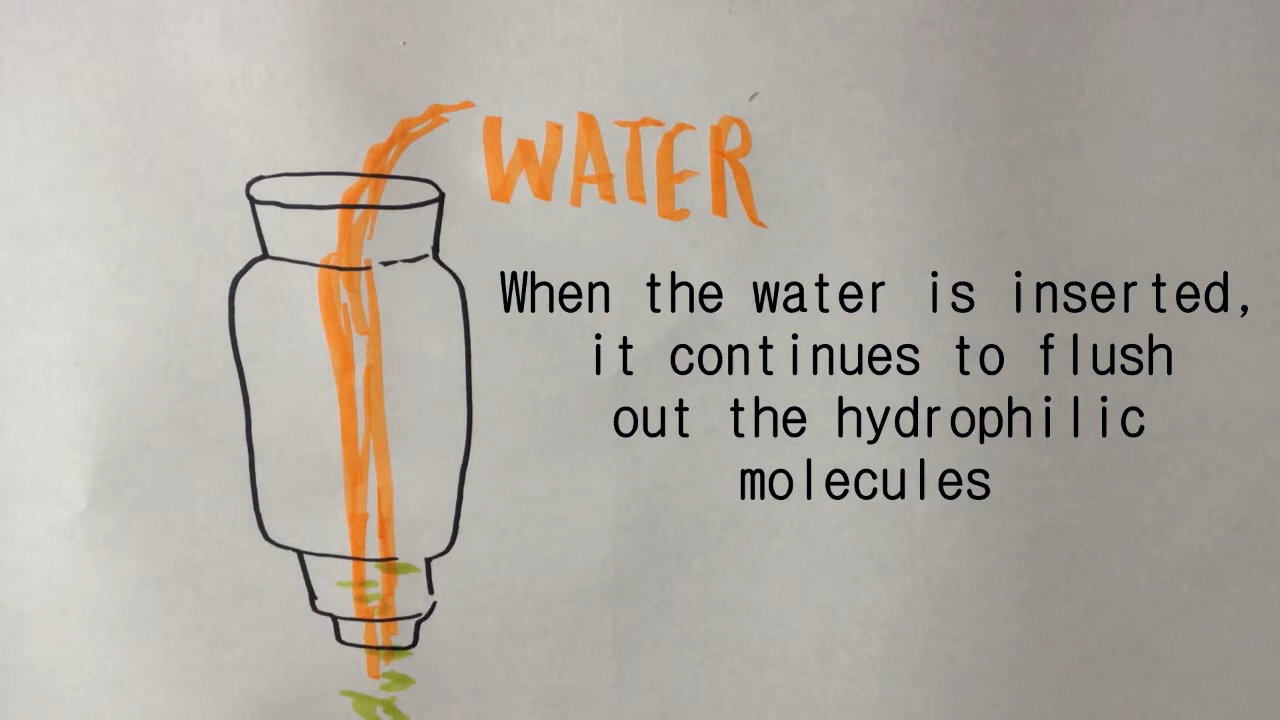 WATER
When the water is inserted,
it continues to flush
out the hydrophilic
molecules